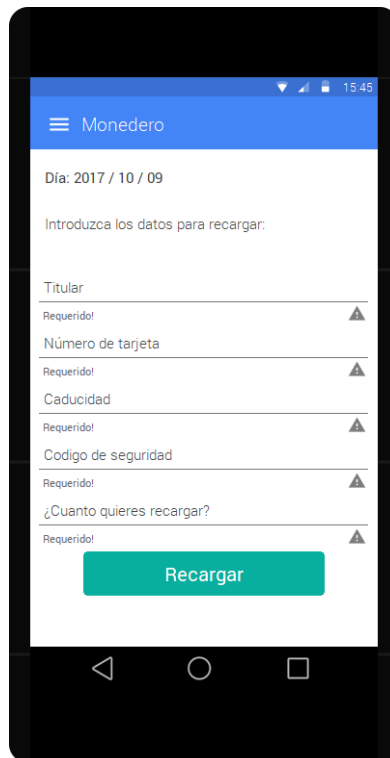 15:45
Monedero
Día: 2017 / 10 / 09
Introduzca los datos para recargar:
Titular
Requerido!
Número de tarjeta
Requerido!
Caducidad
Requerido!
Codigo de seguridad
Requerido!
¿Cuanto quieres recargar?
Requerido!
Recargar